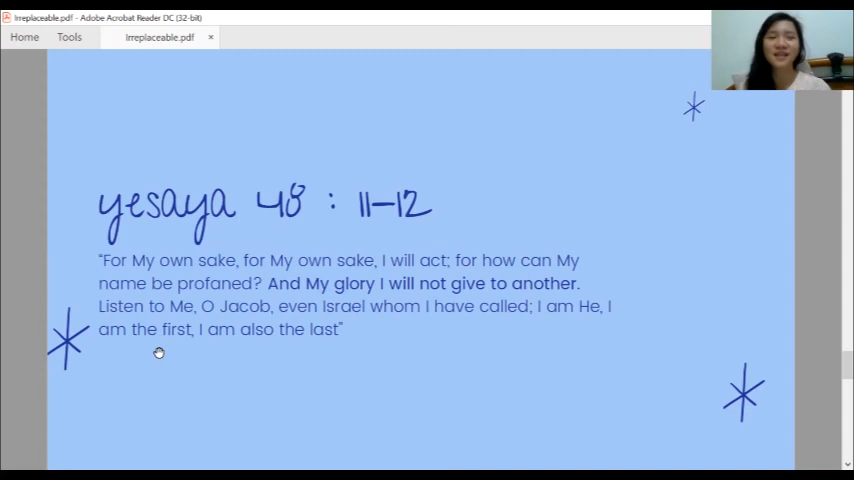 Irreplaceable.pdf - Adobe Acrobat Reader DC (32-bit)
Home Tools Irreplaceable.pdf ×
yesaya 48 : 11-12
"For My own sake, for My own sake, I will act; for how can My
name be profaned? And My glory I will not give to another.
Listen to Me, O Jacob, even Israel whom I have called; I am He, I
am the first, I am also the last"